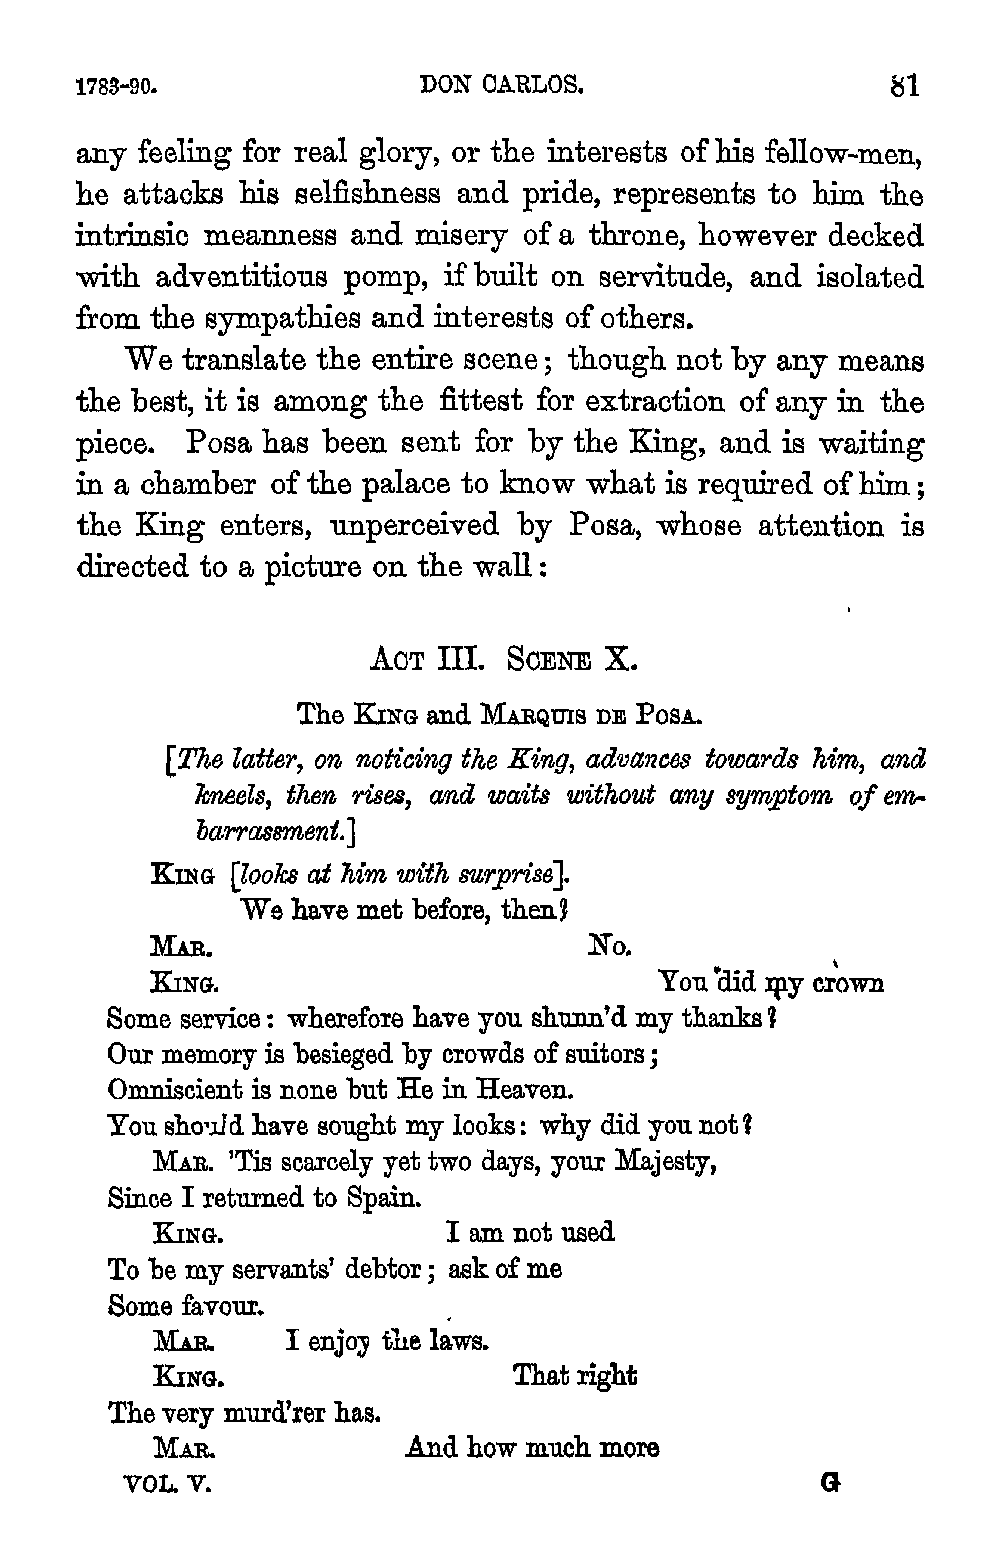 1783-90. DON CARLOS. 81
any feeling for real glory, or the interests of his fellow-men,
he attacks his selfishness and pride, represents to him the
intrinsic meanness and misery of a throne, however decked
with adventitious pomp, if built on servitude, and isolated
from the sympathies and interests of others.
We translate the entire scene; though not by any means
the best, it is among the fittest for extraction of any in the
piece. Posa has been sent for by the King, and is waiting
in a chamber of the palace to know what is required of him;
the King enters, unperceived by Posa, whose attention is
directed to a picture on the wall:
ACT III. SCENE X.
The KING and MARQUIS DE POSA.
[The latter, on noticing the King, advances towards him, and
kneels, then rises, and waits without any symptom of em-
barrassment.]
KING [looks at him with surprise].
We have met before, then?
MAR. No.
KING. You did my crown
Some service: wherefore have you shunn'd my thanks?
Our memory is besieged by crowds of suitors;
Omniscient is none but He in Heaven.
You should have sought my looks: why did you not?
MAR. 'Tis scarcely yet two days, your Majesty,
Since I returned to Spain.
KING. I am not used
To be my servants' debtor; ask of me
Some favour.
MAR. I enjoy the laws.
KING. That right
The very murd'rer has.
MAR. And how much more
VOL. V. G